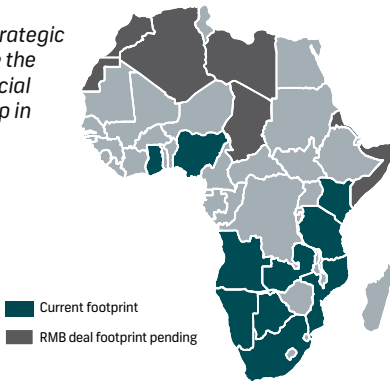 rategic
the
cial
p in
Current footprint
RMB deal footprint pending